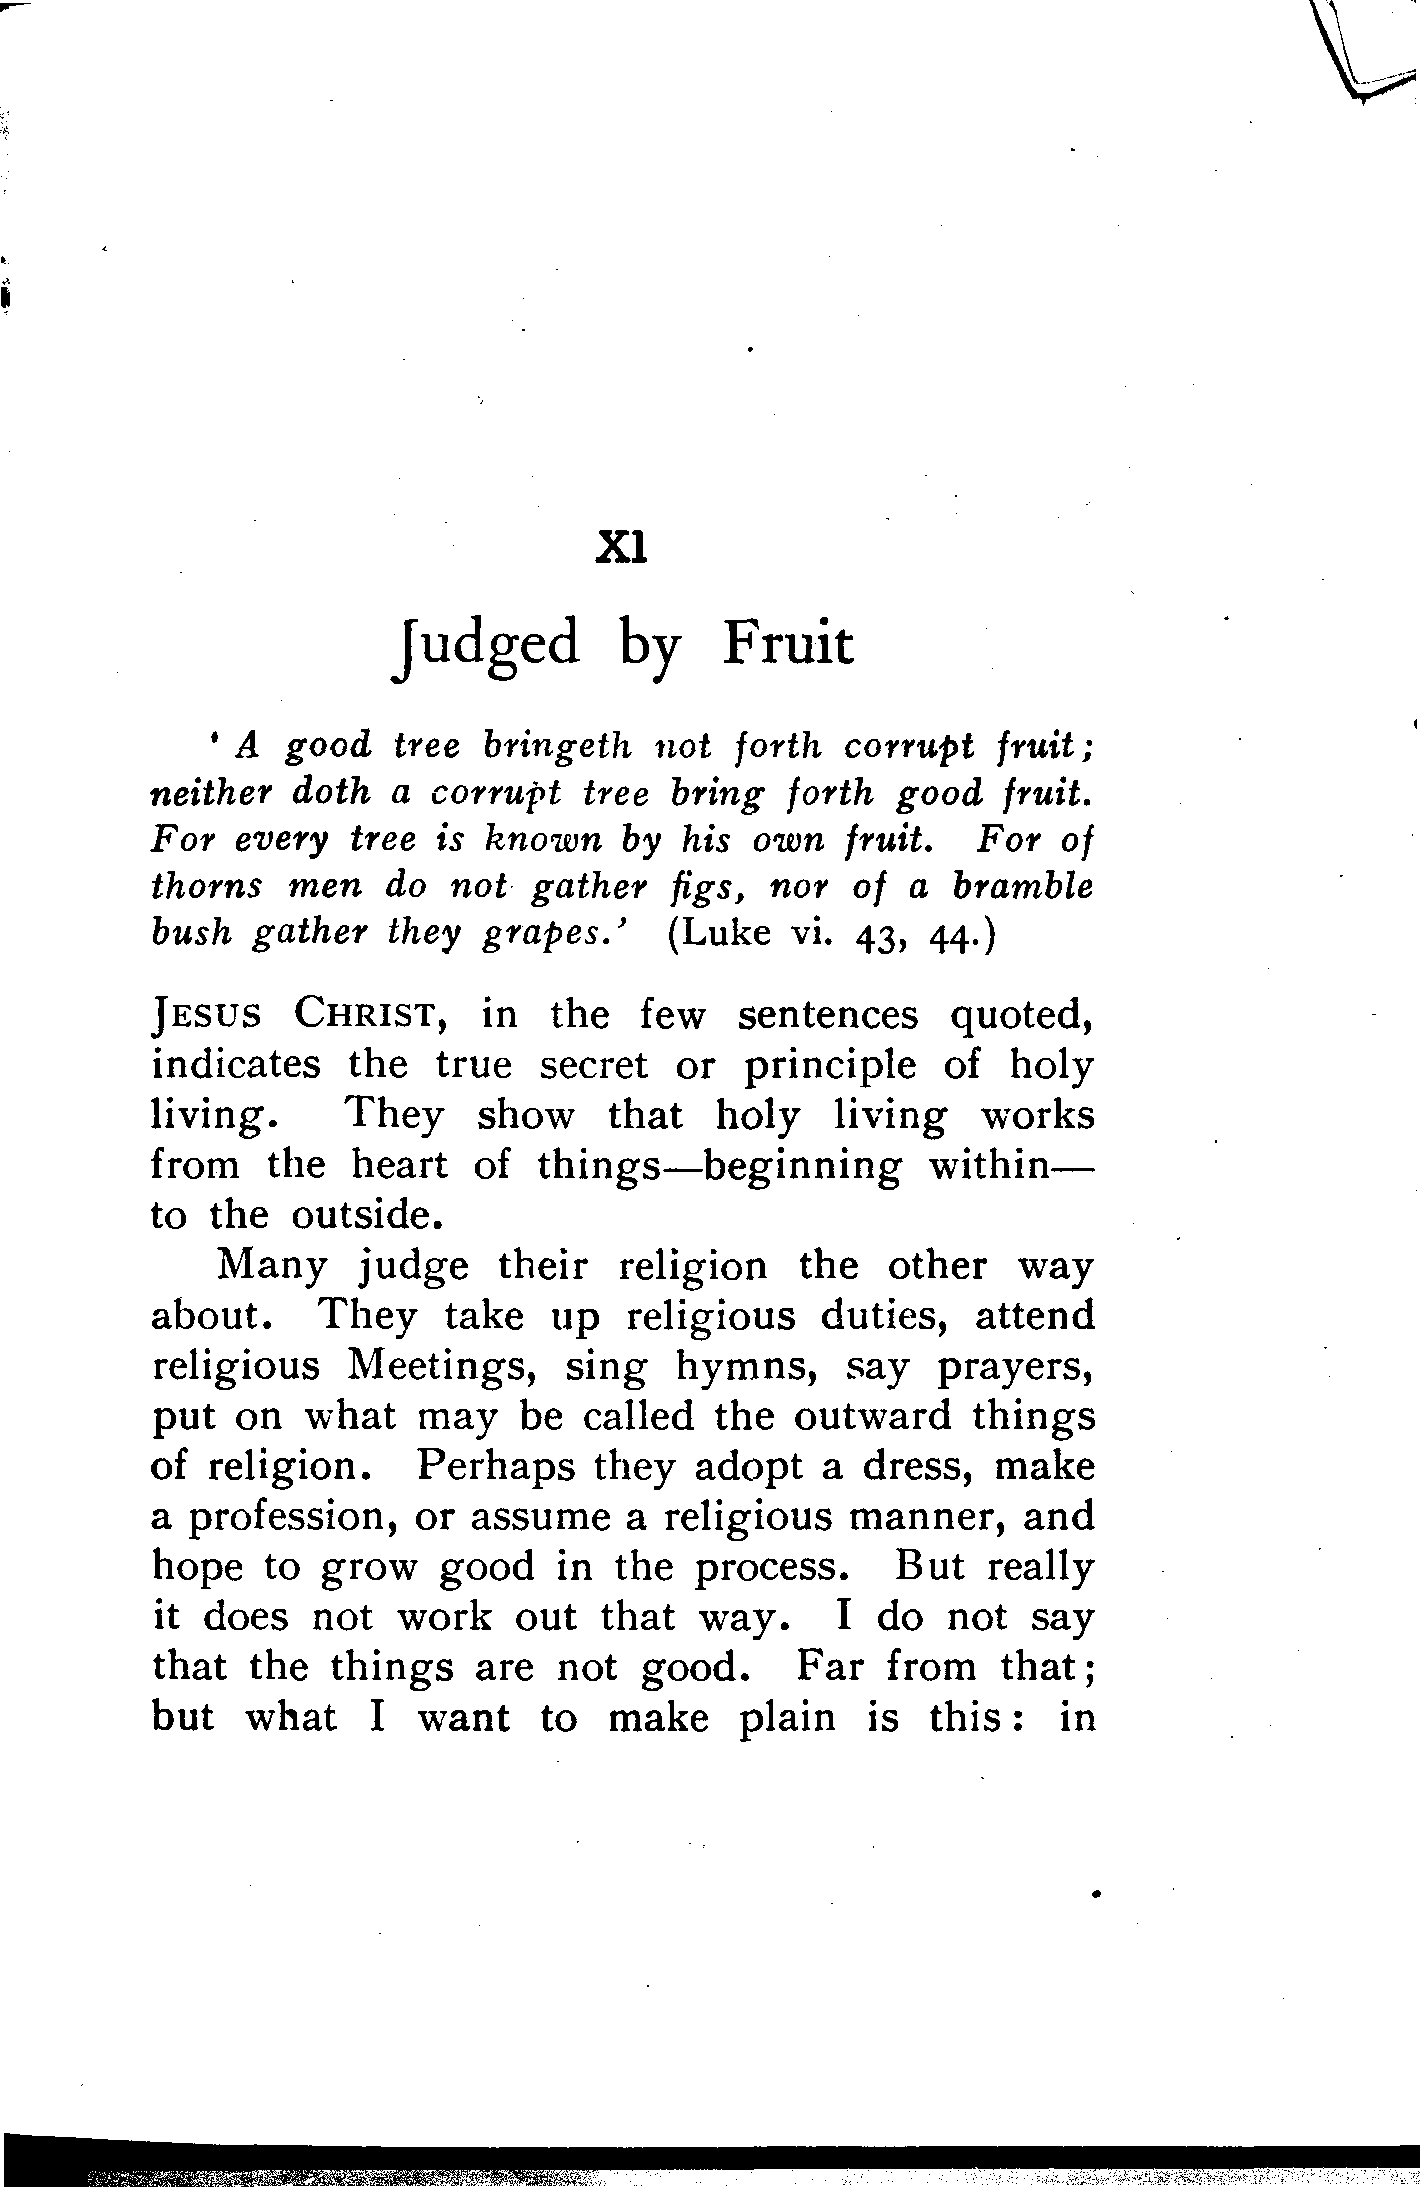 XI
Judged by Fruit
‘ A good tree bringeth not forth corrupt fruit;
neither doth a corrupt tree bring forth good fruit.
For every tree is known by his own fruit. For of
thorns men do not gather figs, nor of a bramble
bush gather they grapes.’ (Luke vi. 43, 44.)
JESUS CHRIST, in the few sentences quoted,
indicates the true secret or principle of holy
living. They show that holy living works
from the heart of things—beginning within—
to the outside.
Many judge their religion the other way
about. They take up religious duties, attend
religious Meetings, sing hymns, say prayers,
put on what may be called the outward things
of religion. Perhaps they adopt a dress, make
a profession, or assume a religious manner, and
hope to grow good in the process. But really
it does not work out that way. I do not say
that the things are not good. Far from that;
but what I want to make plain is this: in